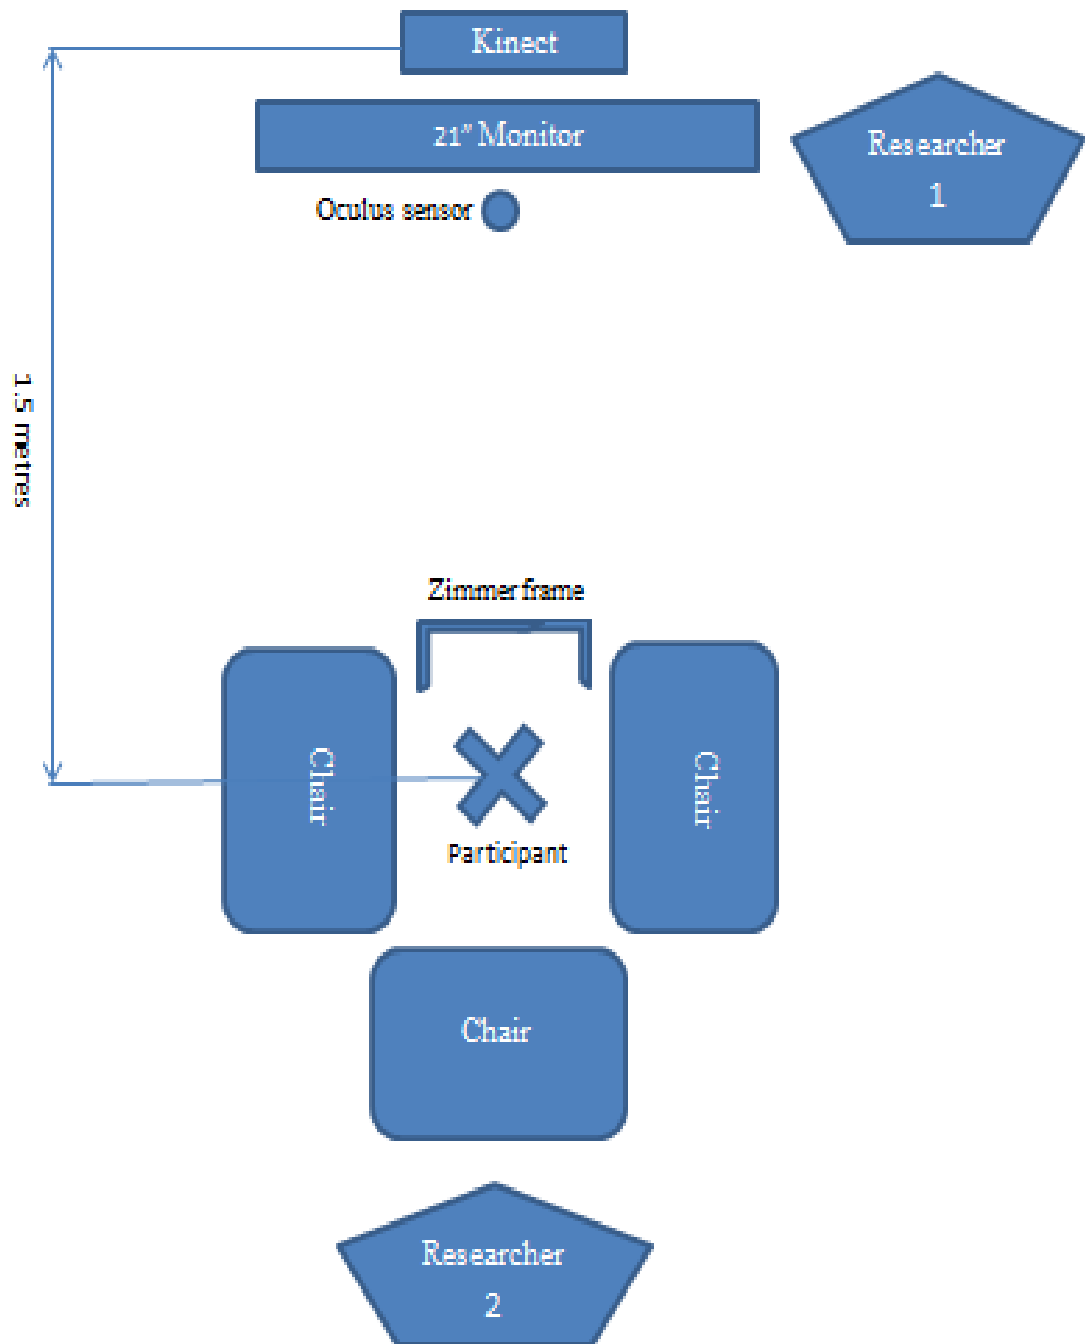 Kinect
21" Monitor
Researcher
1
Oculus sensor
1.5 metres
Zimmer frame
Chair
Chair
Participant
Chair
Researcher
2